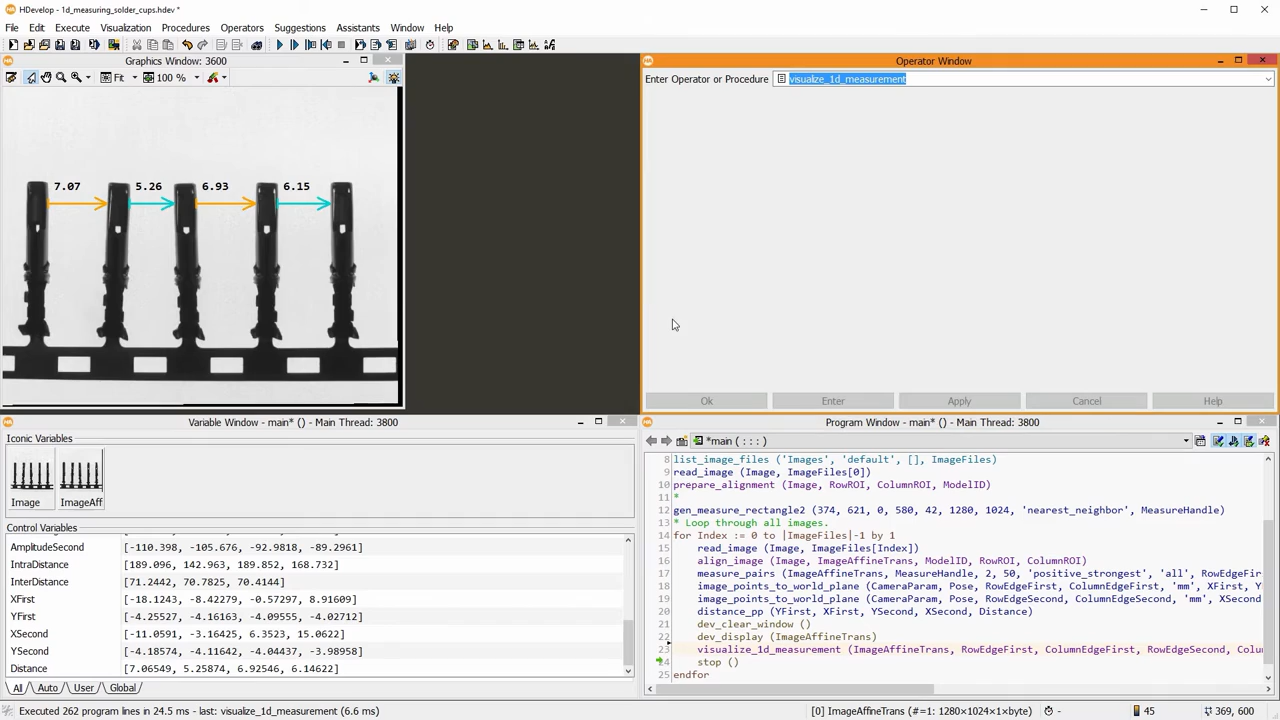 HDevelop - 1d_measuring_solder_cups.hdev *
File Edit Execute Visualization Procedures Operators Suggestions Assistants Window Help
Graphics Window: 3600
Fit 100 %
7.07 5.26 6.93 6.15
Operator Window
Enter Operator or Procedure visualize_1d_measurement
Ok Enter Apply Cancel Help
Variable Window - main* () - Main Thread: 3800
Iconic Variables
Image ImageAff
Control Variables
AmplitudeSecond [-110.398, -105.676, -92.9818, -89.2961]
IntraDistance [189.096, 142.963, 189.852, 168.732]
InterDistance [71.2442, 70.7825, 70.4144]
XFirst [-18.1243, -8.42279, -0.57297, 8.91609]
YFirst [-4.25527, -4.16163, -4.09555, -4.04712]
XSecond [-11.0591, -3.16425, 6.3523, 15.0622]
YSecond [-4.18574, -4.11642, -4.04437, -3.98958]
Distance [7.06549, 5.25874, 6.92546, 6.14622]
All Auto User Global
Program Window - main* () - Main Thread: 3800
*main ( : : : )
8 list_image_files ('Images', 'default', [], ImageFiles)
9 read_image (Image, ImageFiles[0])
10 prepare_alignment (Image, RowROI, ColumnROI, ModelID)
11 *
12 gen_measure_rectangle2 (374, 621, 0, 580, 42, 1280, 1024, 'nearest_neighbor', MeasureHandle)
13 * Loop through all images.
14 for Index := 0 to |ImageFiles|-1 by 1
15 read_image (Image, ImageFiles[Index])
16 align_image (Image, ImageAffineTrans, ModelID, RowROI, ColumnROI)
17 measure_pairs (ImageAffineTrans, MeasureHandle, 2, 50, 'positive_strongest', 'all', RowEdgeFir
18 image_points_to_world_plane (CameraParam, Pose, RowEdgeFirst, ColumnEdgeFirst, 'mm', XFirst, Y
19 image_points_to_world_plane (CameraParam, Pose, RowEdgeSecond, ColumnEdgeSecond, 'mm', XSecond
20 distance_pp (YFirst, XFirst, YSecond, XSecond, Distance)
21 dev_clear_window ()
22 dev_display (ImageAffineTrans)
23 visualize_1d_measurement (ImageAffineTrans, RowEdgeFirst, ColumnEdgeFirst, RowEdgeSecond, Colu
24 stop ()
25 endfor
Executed 262 program lines in 24.5 ms - last: visualize_1d_measurement (6.6 ms)
[0] ImageAffineTrans (#=1: 1280×1024×1×byte) - 45 369, 600